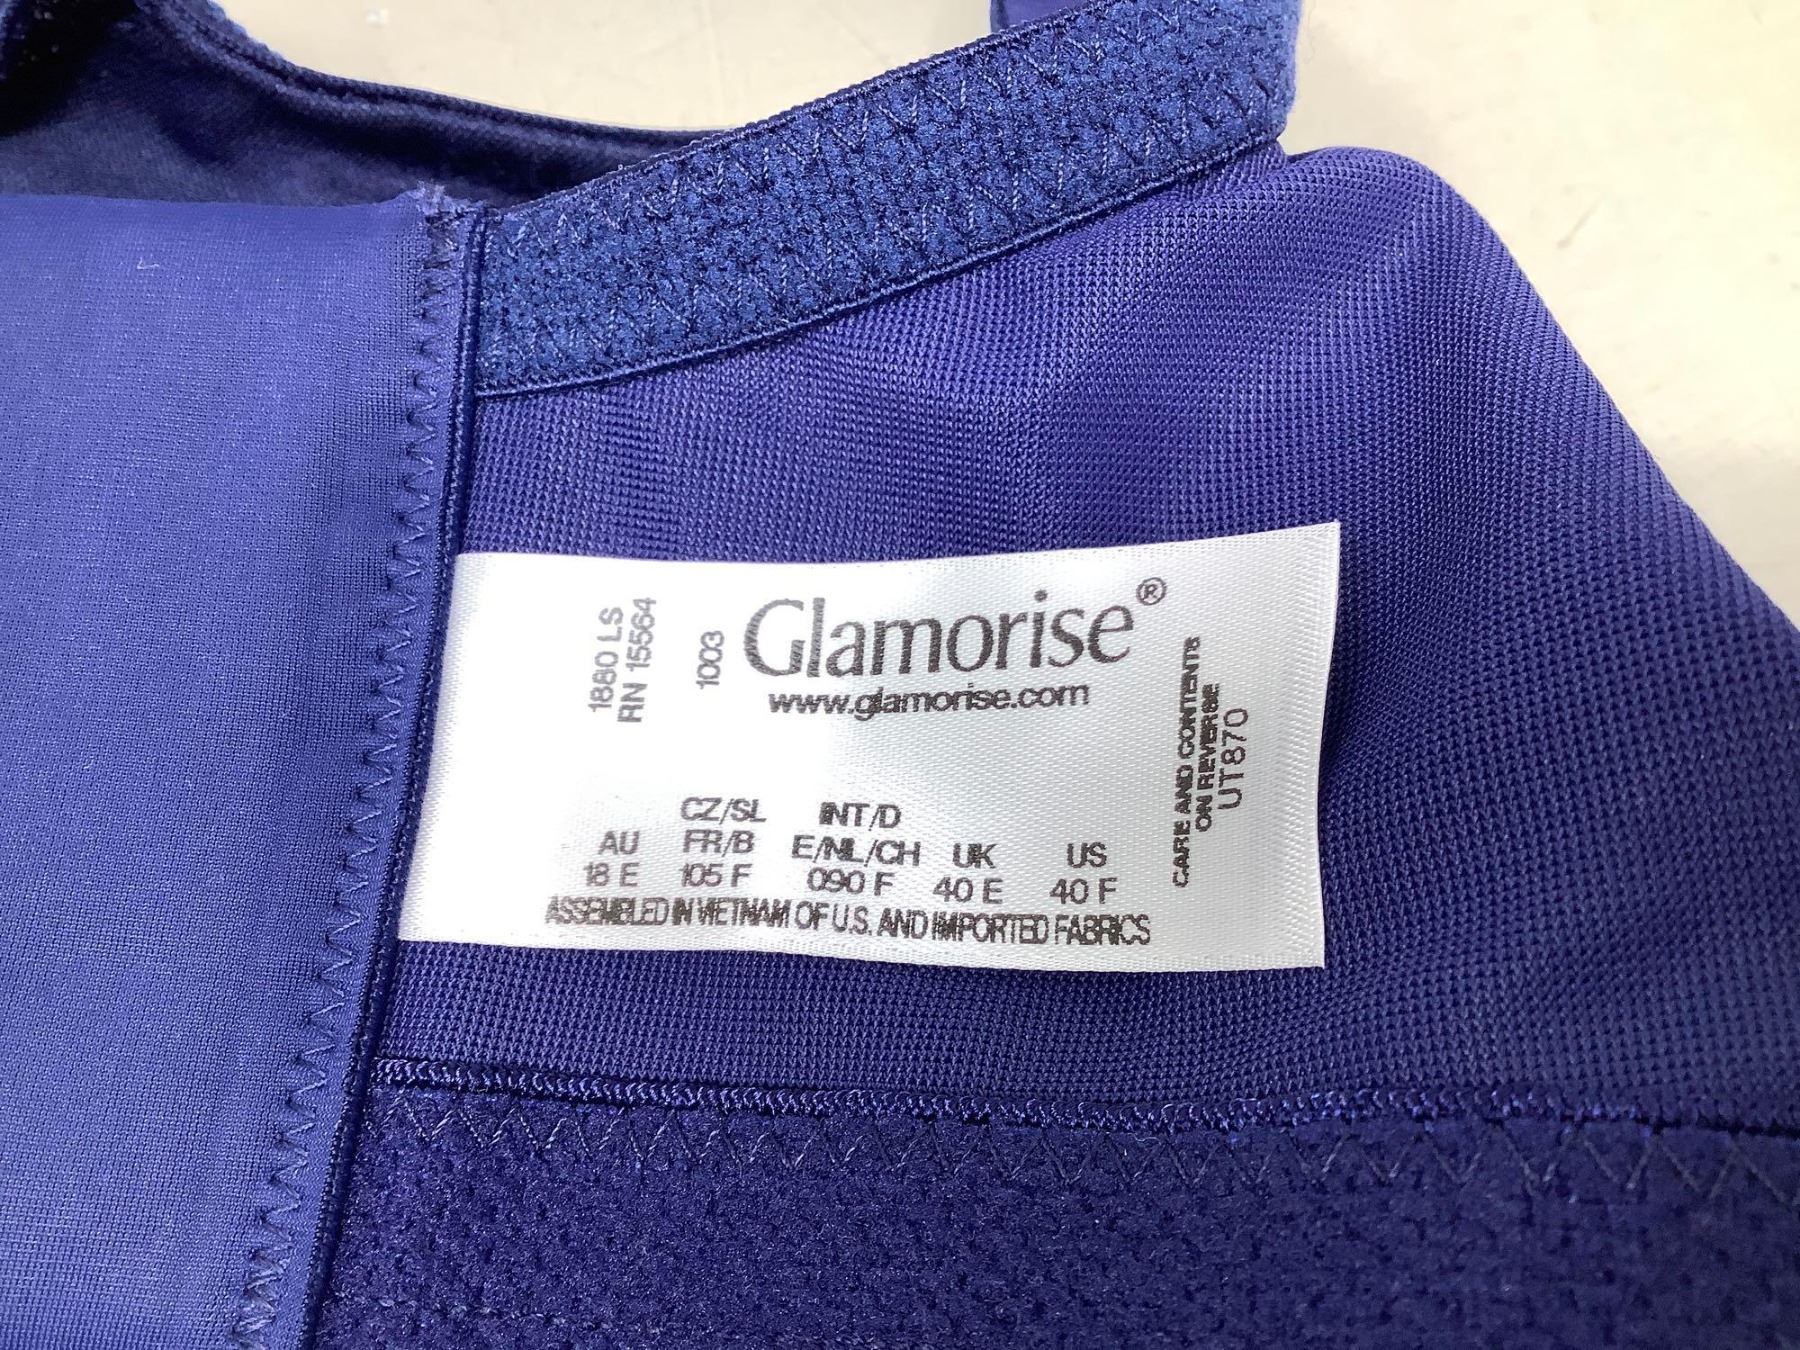 1880 LS
RN 15564
1003
Glamorise®
www.glamorise.com
CZ/SL INT/D
AU FR/B E/NL/CH UK US
18 E 105 F 090 F 40 E 40 F
ASSEMBLED IN VIETNAM OF U.S. AND IMPORTED FABRICS
CARE AND CONTENTS
ON REVERSE
UT870